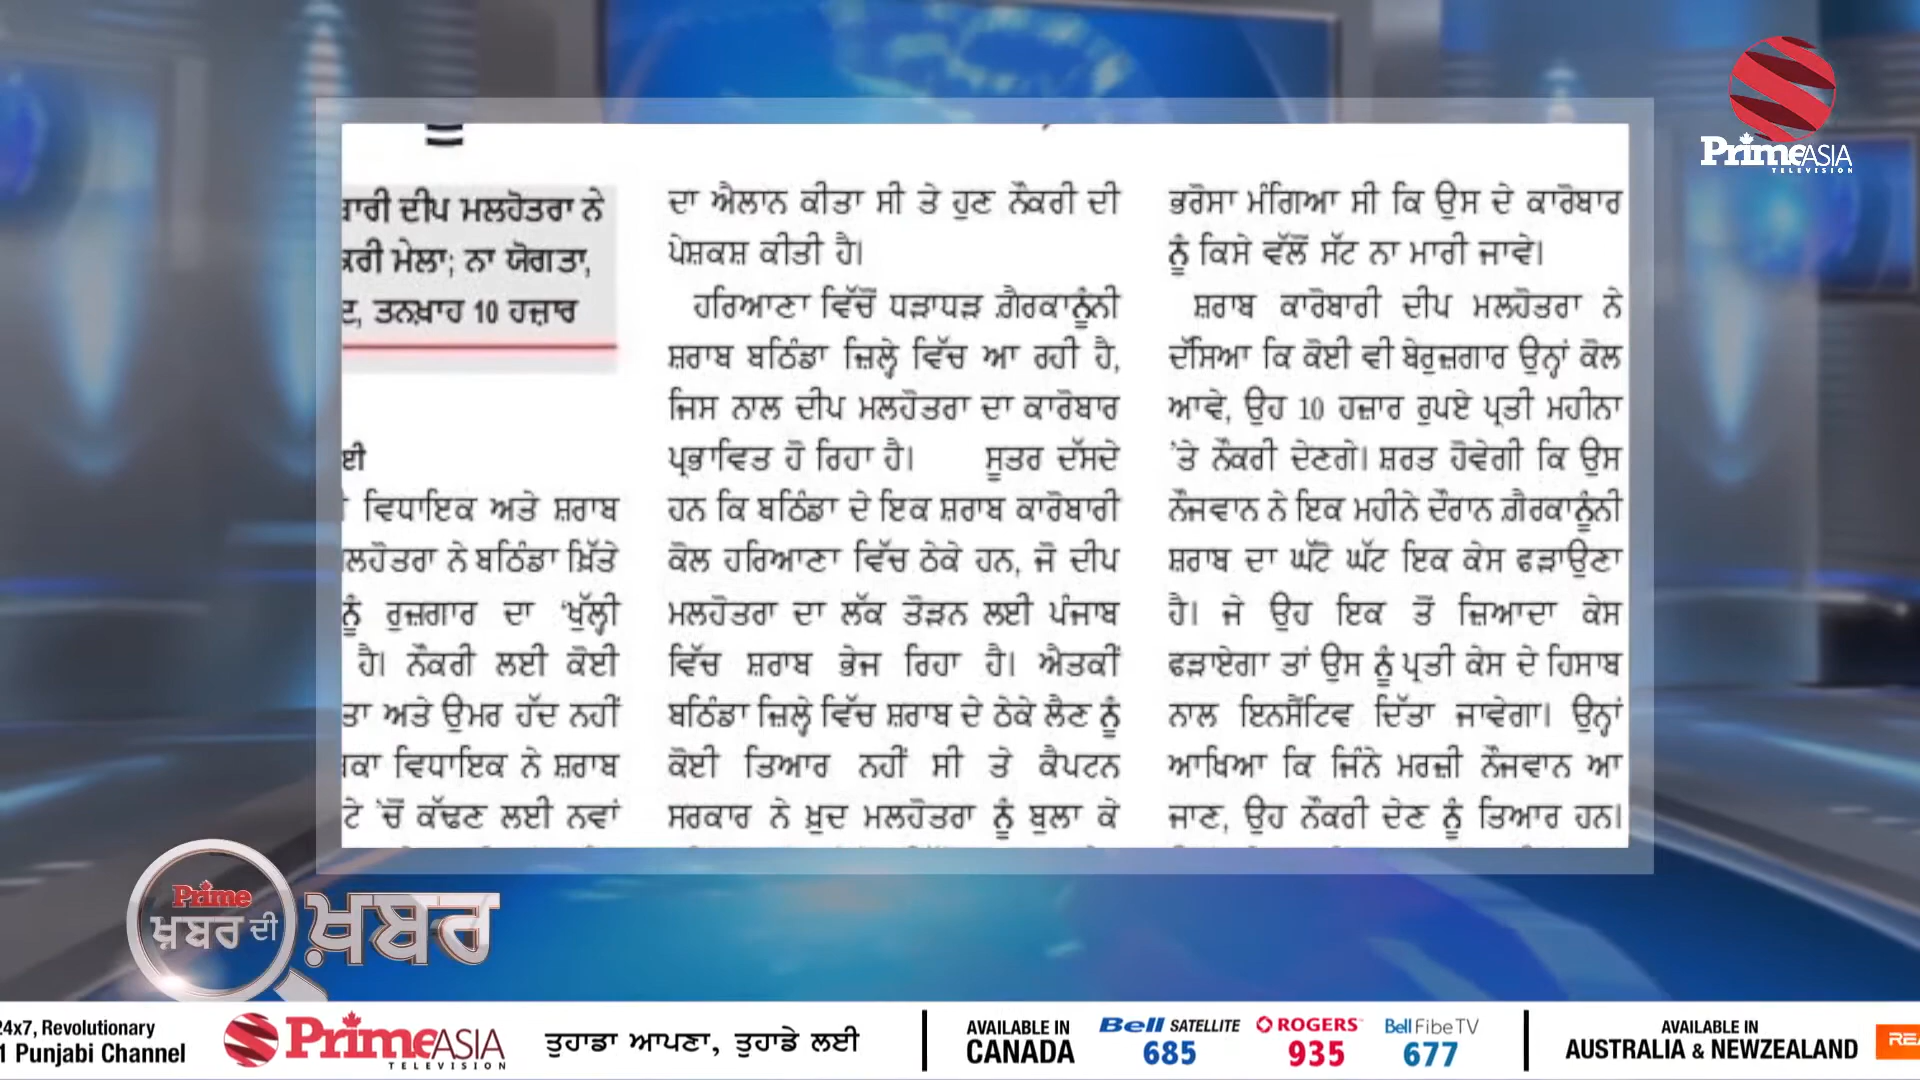 PrimeASIA
TELEVISION
ਦੀਪ ਮਲਹੋਤਰਾ ਨੇ
ਮੇਲਾ; ਨਾ ਯੋਗਤਾ,
ਤਨਖ਼ਾਹ 10 ਹਜ਼ਾਰ
ਵਿਧਾਇਕ ਅਤੇ ਸ਼ਰਾਬ
ਨੇ ਬਠਿੰਡਾ ਖ਼ਿੱਤੇ
ਨੂੰ ਰੁਜ਼ਗਾਰ ਦਾ ‘ਖੁੱਲ੍ਹੀ
ਹੈ। ਨੌਕਰੀ ਲਈ ਕੋਈ
ਅਤੇ ਉਮਰ ਹੱਦ ਨਹੀਂ
ਵਿਧਾਇਕ ਨੇ ਸ਼ਰਾਬ
’ਚੋਂ ਕੱਢਣ ਲਈ ਨਵਾਂ
ਦਾ ਐਲਾਨ ਕੀਤਾ ਸੀ ਤੇ ਹੁਣ ਨੌਕਰੀ ਦੀ
ਪੇਸ਼ਕਸ਼ ਕੀਤੀ ਹੈ।
ਹਰਿਆਣਾ ਵਿੱਚੋਂ ਧੜਾਧੜ ਗ਼ੈਰਕਾਨੂੰਨੀ
ਸ਼ਰਾਬ ਬਠਿੰਡਾ ਜ਼ਿਲ੍ਹੇ ਵਿੱਚ ਆ ਰਹੀ ਹੈ,
ਜਿਸ ਨਾਲ ਦੀਪ ਮਲਹੋਤਰਾ ਦਾ ਕਾਰੋਬਾਰ
ਪ੍ਰਭਾਵਿਤ ਹੋ ਰਿਹਾ ਹੈ। ਸੂਤਰ ਦੱਸਦੇ
ਹਨ ਕਿ ਬਠਿੰਡਾ ਦੇ ਇਕ ਸ਼ਰਾਬ ਕਾਰੋਬਾਰੀ
ਕੋਲ ਹਰਿਆਣਾ ਵਿੱਚ ਠੇਕੇ ਹਨ, ਜੋ ਦੀਪ
ਮਲਹੋਤਰਾ ਦਾ ਲੱਕ ਤੋੜਨ ਲਈ ਪੰਜਾਬ
ਵਿੱਚ ਸ਼ਰਾਬ ਭੇਜ ਰਿਹਾ ਹੈ। ਐਤਕੀਂ
ਬਠਿੰਡਾ ਜ਼ਿਲ੍ਹੇ ਵਿੱਚ ਸ਼ਰਾਬ ਦੇ ਠੇਕੇ ਲੈਣ ਨੂੰ
ਕੋਈ ਤਿਆਰ ਨਹੀਂ ਸੀ ਤੇ ਕੈਪਟਨ
ਸਰਕਾਰ ਨੇ ਖ਼ੁਦ ਮਲਹੋਤਰਾ ਨੂੰ ਬੁਲਾ ਕੇ
ਭਰੋਸਾ ਮੰਗਿਆ ਸੀ ਕਿ ਉਸ ਦੇ ਕਾਰੋਬਾਰ
ਨੂੰ ਕਿਸੇ ਵੱਲੋਂ ਸੱਟ ਨਾ ਮਾਰੀ ਜਾਵੇ।
ਸ਼ਰਾਬ ਕਾਰੋਬਾਰੀ ਦੀਪ ਮਲਹੋਤਰਾ ਨੇ
ਦੱਸਿਆ ਕਿ ਕੋਈ ਵੀ ਬੇਰੁਜ਼ਗਾਰ ਉਨ੍ਹਾਂ ਕੋਲ
ਆਵੇ, ਉਹ 10 ਹਜ਼ਾਰ ਰੁਪਏ ਪ੍ਰਤੀ ਮਹੀਨਾ
’ਤੇ ਨੌਕਰੀ ਦੇਣਗੇ। ਸ਼ਰਤ ਹੋਵੇਗੀ ਕਿ ਉਸ
ਨੌਜਵਾਨ ਨੇ ਇਕ ਮਹੀਨੇ ਦੌਰਾਨ ਗ਼ੈਰਕਾਨੂੰਨੀ
ਸ਼ਰਾਬ ਦਾ ਘੱਟੋ ਘੱਟ ਇਕ ਕੇਸ ਫੜਾਉਣਾ
ਹੈ। ਜੇ ਉਹ ਇਕ ਤੋਂ ਜ਼ਿਆਦਾ ਕੇਸ
ਫੜਾਏਗਾ ਤਾਂ ਉਸ ਨੂੰ ਪ੍ਰਤੀ ਕੇਸ ਦੇ ਹਿਸਾਬ
ਨਾਲ ਇਨਸੈਂਟਿਵ ਦਿੱਤਾ ਜਾਵੇਗਾ। ਉਨ੍ਹਾਂ
ਆਖਿਆ ਕਿ ਜਿੰਨੇ ਮਰਜ਼ੀ ਨੌਜਵਾਨ ਆ
ਜਾਣ, ਉਹ ਨੌਕਰੀ ਦੇਣ ਨੂੰ ਤਿਆਰ ਹਨ।
Prime
ਖ਼ਬਰ ਦੀ ਖ਼ਬਰ
24x7, Revolutionary
1 Punjabi Channel
PrimeASIA
TELEVISION
ਤੁਹਾਡਾ ਆਪਣਾ, ਤੁਹਾਡੇ ਲਈ
AVAILABLE IN
CANADA
Bell SATELLITE
685
ROGERS
935
Bell Fibe TV
677
AVAILABLE IN
AUSTRALIA & NEWZEALAND